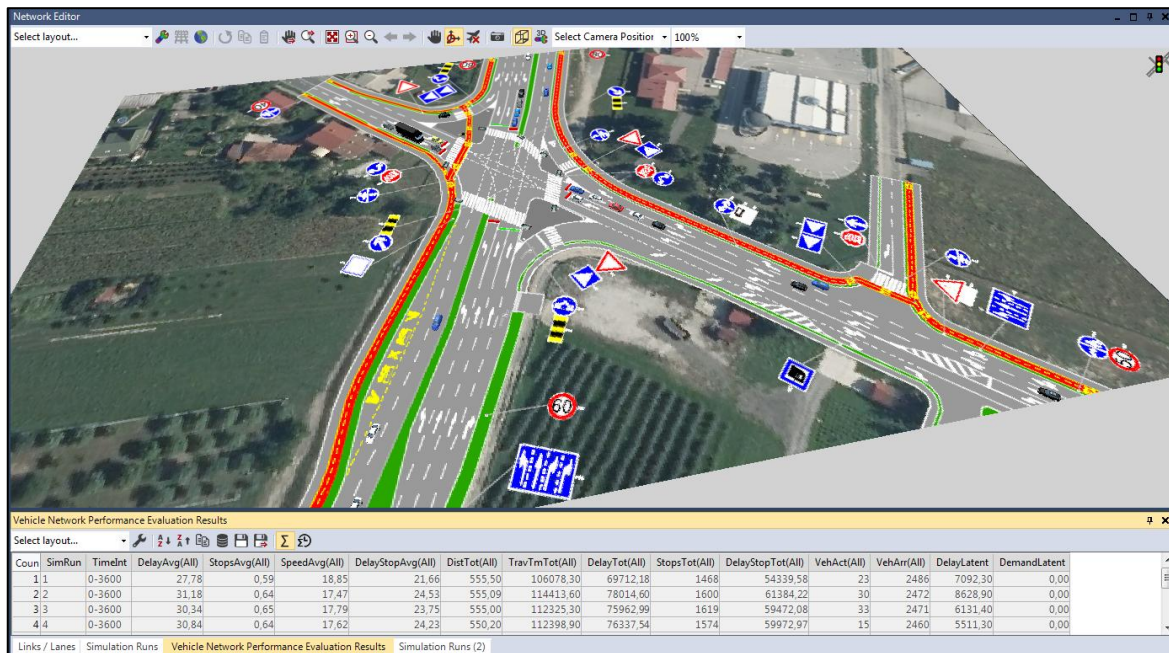 Network Editor
Select layout... Select Camera Position 100%
60
Vehicle Network Performance Evaluation Results
Select layout...
Coun SimRun TimeInt DelayAvg(All) StopsAvg(All) SpeedAvg(All) DelayStopAvg(All) DistTot(All) TravTmTot(All) DelayTot(All) StopsTot(All) DelayStopTot(All) VehAct(All) VehArr(All) DelayLatent DemandLatent
1 1 0-3600 27,78 0,59 18,85 21,66 555,50 106078,30 69712,18 1468 54339,58 23 2486 7092,30 0,00
2 2 0-3600 31,18 0,64 17,47 24,53 555,09 114413,60 78014,60 1600 61384,22 30 2472 8628,90 0,00
3 3 0-3600 30,34 0,65 17,79 23,75 555,00 112325,30 75962,99 1619 59472,08 33 2471 6131,40 0,00
4 4 0-3600 30,84 0,64 17,62 24,23 550,20 112398,90 76337,54 1574 59972,97 15 2460 5511,30 0,00
Links / Lanes Simulation Runs Vehicle Network Performance Evaluation Results Simulation Runs (2)